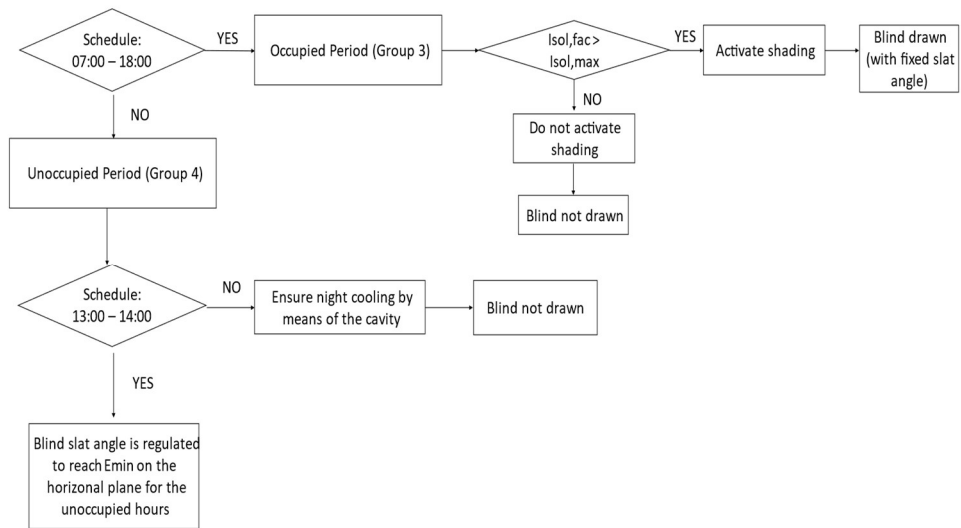 Schedule:
07:00 – 18:00
YES
Occupied Period (Group 3)
Isol,fac >
Isol,max
YES
Activate shading
Blind drawn
(with fixed slat
angle)
NO
NO
Do not activate
shading
Unoccupied Period (Group 4)
Blind not drawn
Schedule:
13:00 – 14:00
NO
Ensure night cooling by
means of the cavity
Blind not drawn
YES
Blind slat angle is regulated
to reach Emin on the
horizonal plane for the
unoccupied hours